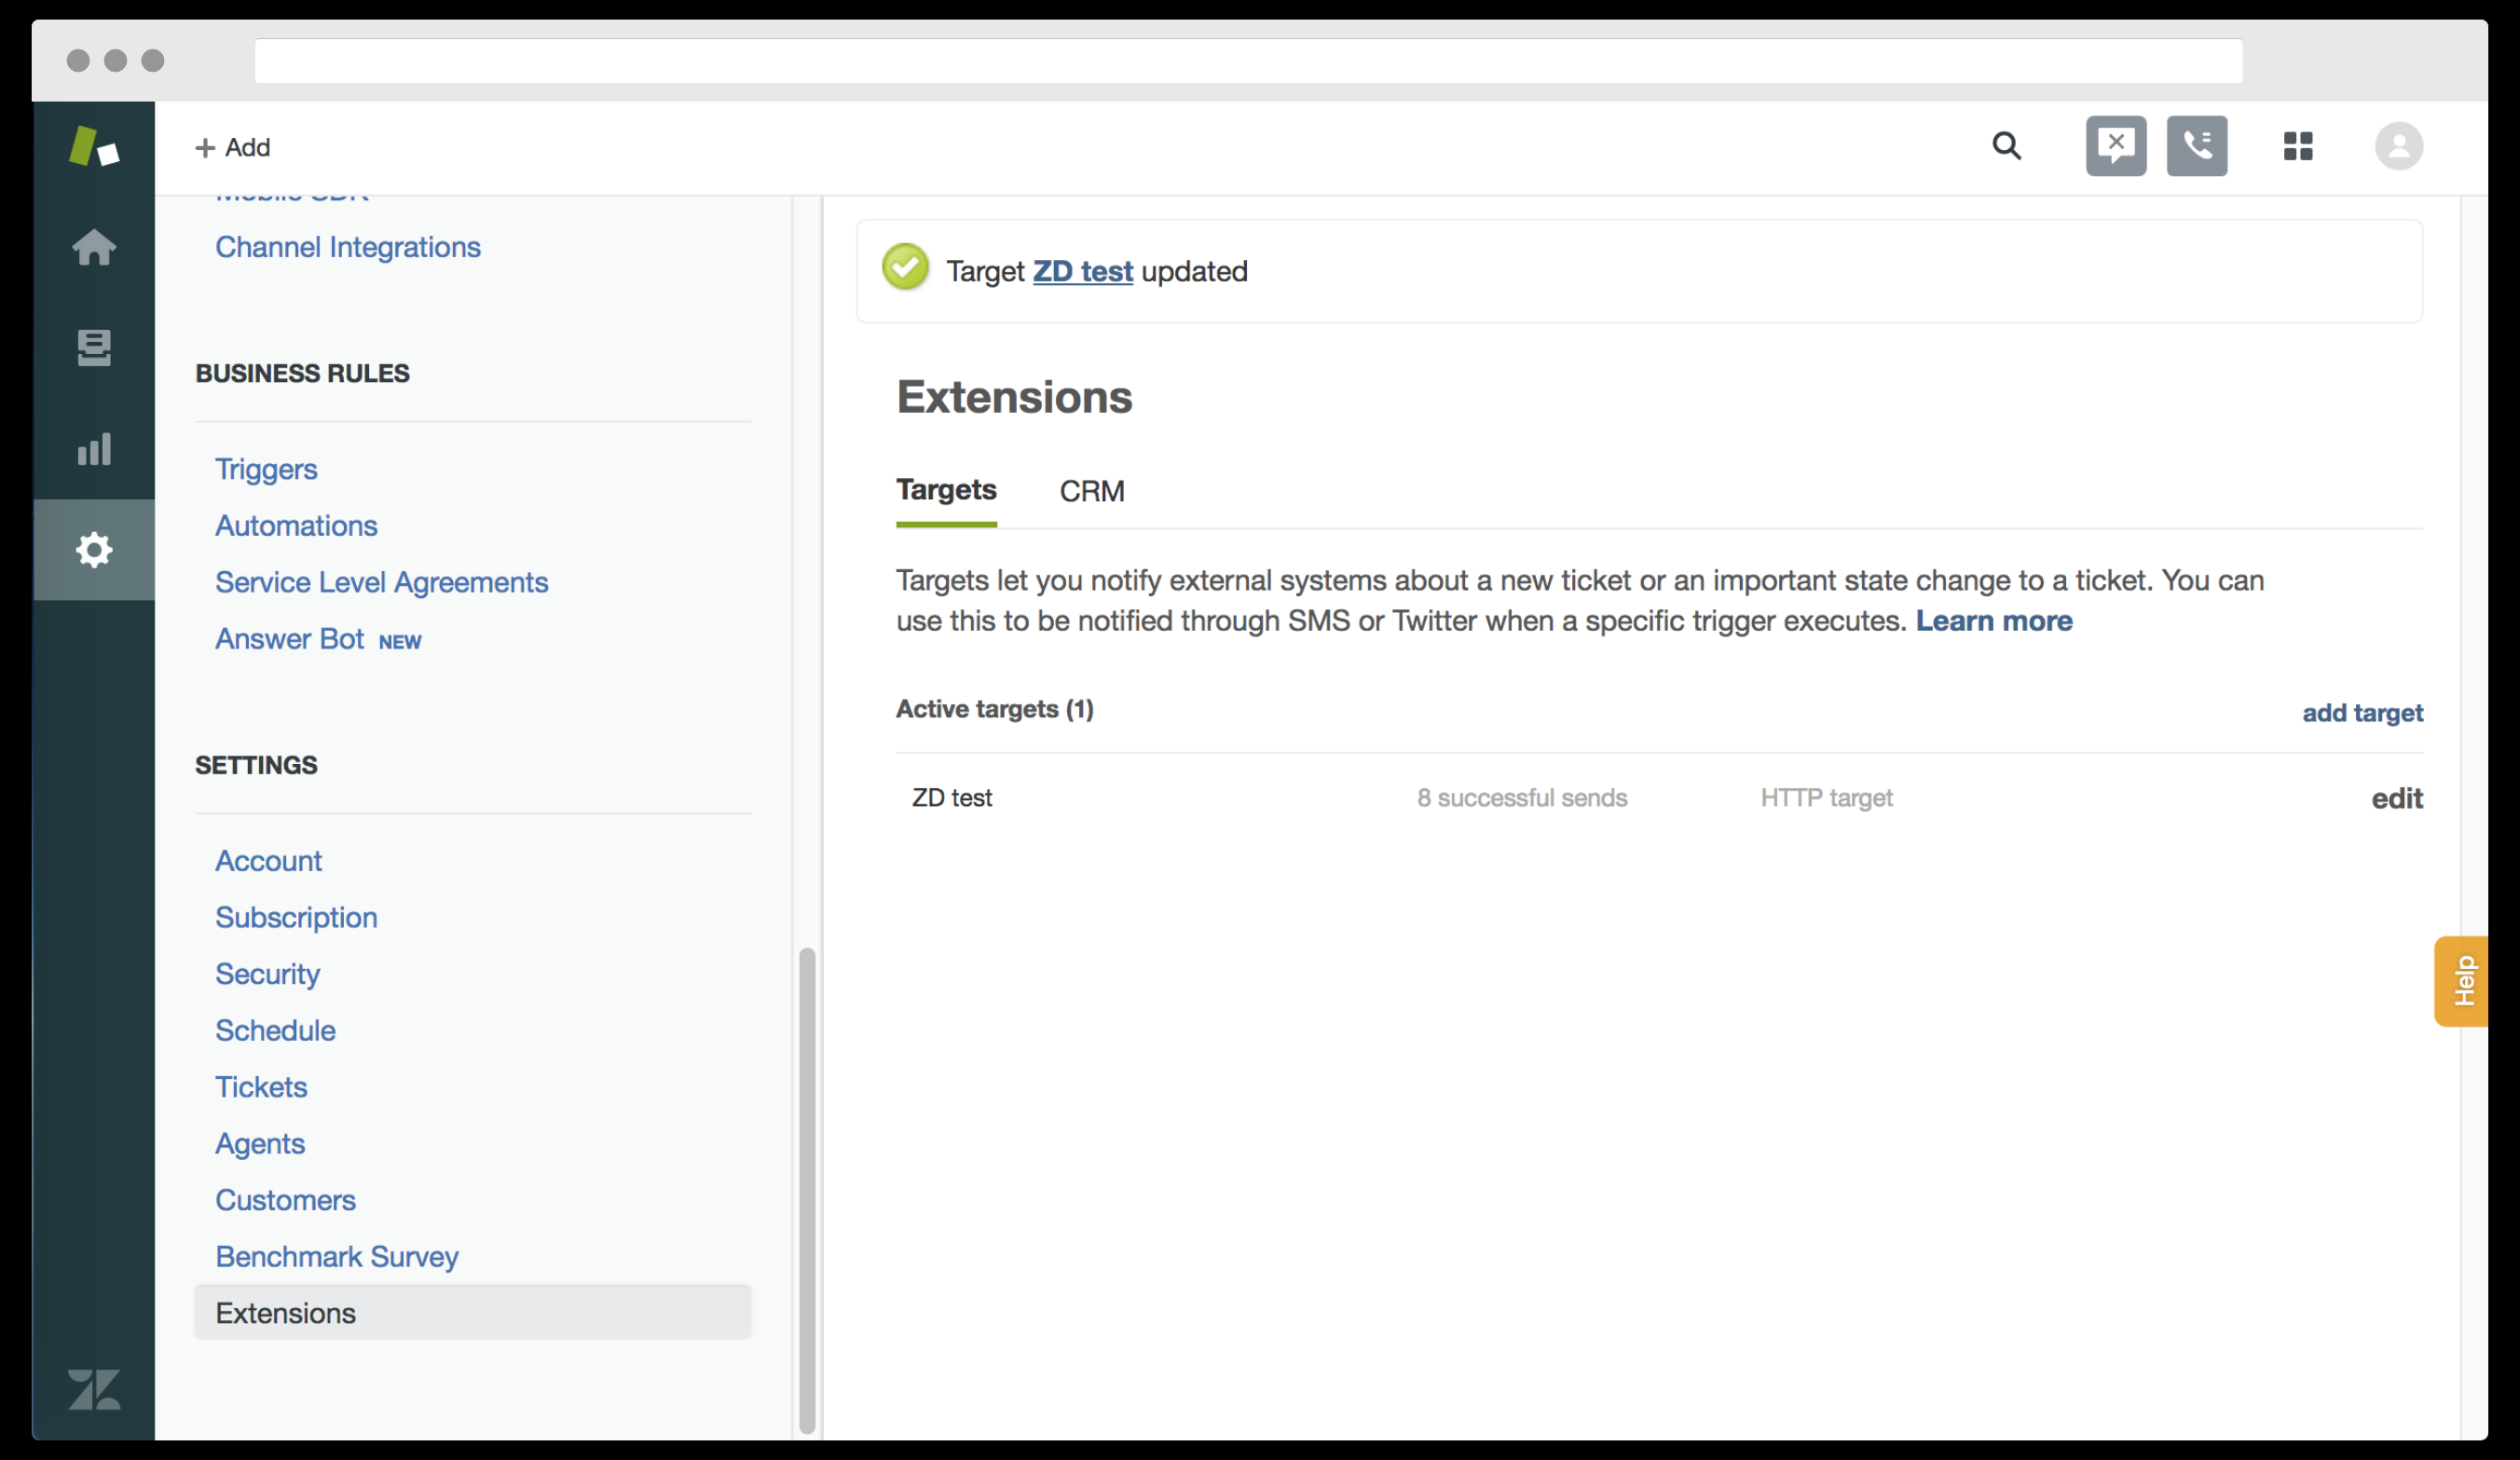 + Add
Mobile SDK
Channel Integrations
BUSINESS RULES
Triggers
Automations
Service Level Agreements
Answer Bot NEW
SETTINGS
Account
Subscription
Security
Schedule
Tickets
Agents
Customers
Benchmark Survey
Extensions
Target ZD test updated
Extensions
Targets CRM
Targets let you notify external systems about a new ticket or an important state change to a ticket. You can
use this to be notified through SMS or Twitter when a specific trigger executes. Learn more
Active targets (1) add target
ZD test 8 successful sends HTTP target edit
Help